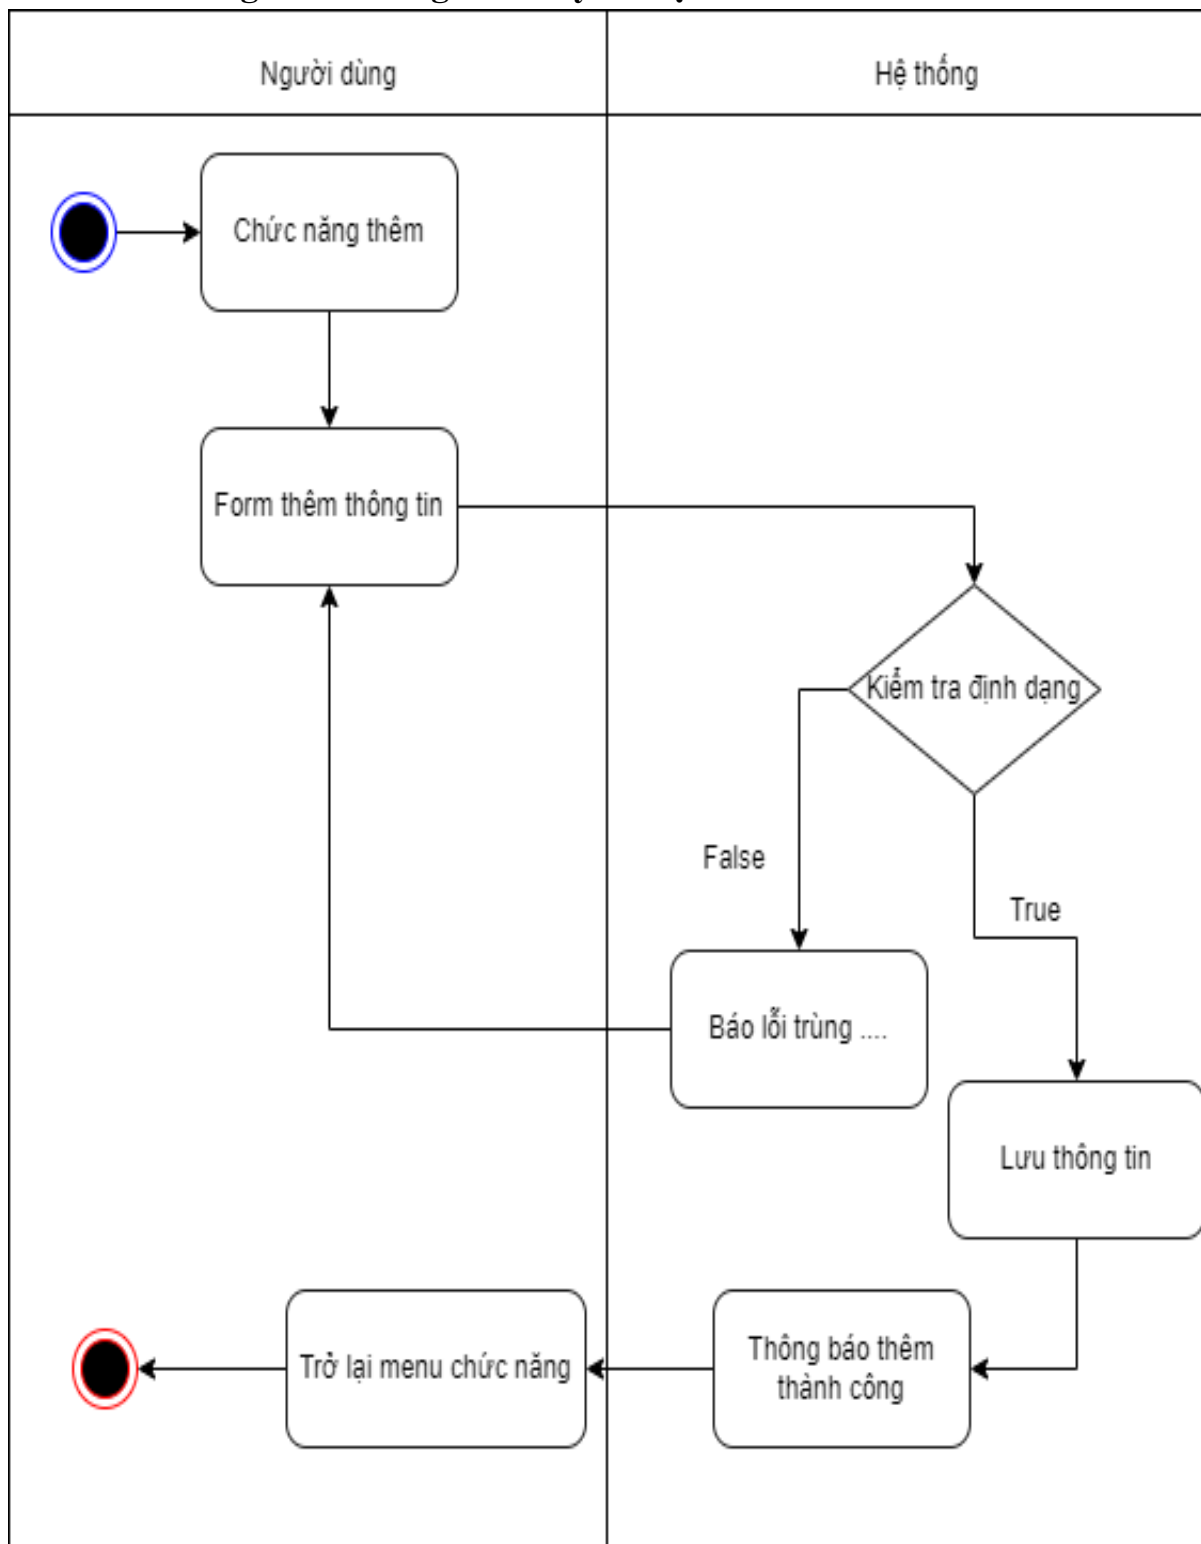 Người dùng
Hệ thống
Chức năng thêm
Form thêm thông tin
Kiểm tra định dạng
False
True
Báo lỗi trùng ....
Lưu thông tin
Thông báo thêm
thành công
Trở lại menu chức năng